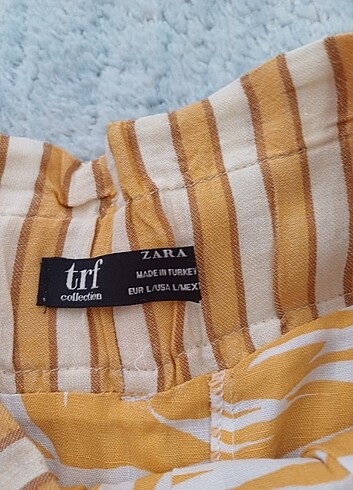 ZARA
trf
collection
MADE IN TURKEY
EUR L/USA L/MEX